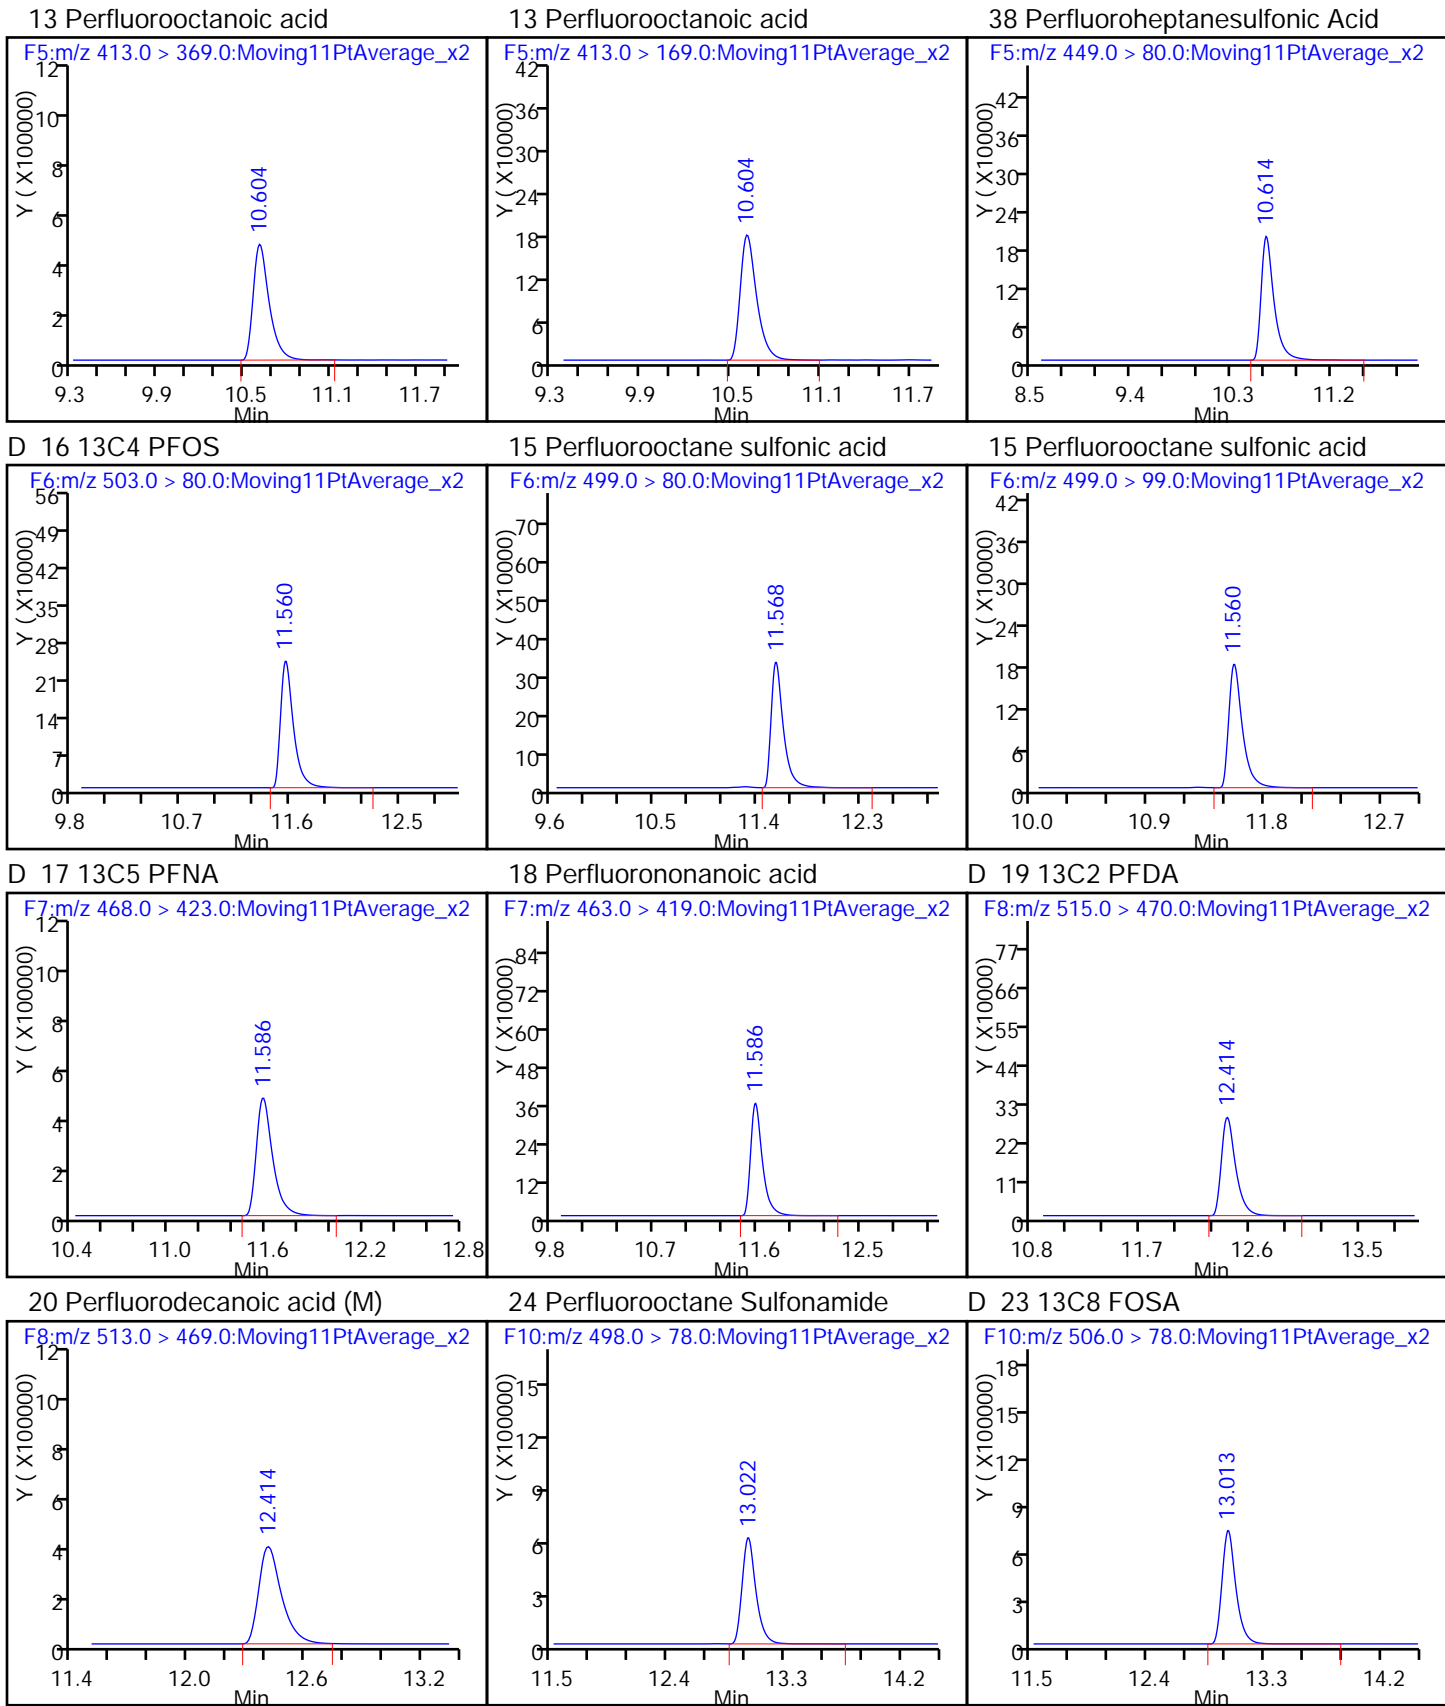 13 Perfluorooctanoic acid
F5:m/z 413.0 > 369.0:Moving11PtAverage_x2
Y ( X100000)
12
10
8
6
4
2
0
10.604
9.3 9.9 10.5 11.1 11.7
Min
13 Perfluorooctanoic acid
F5:m/z 413.0 > 169.0:Moving11PtAverage_x2
Y ( X10000)
42
36
30
24
18
12
6
0
10.604
9.3 9.9 10.5 11.1 11.7
Min
38 Perfluoroheptanesulfonic Acid
F5:m/z 449.0 > 80.0:Moving11PtAverage_x2
Y ( X10000)
42
36
30
24
18
12
6
0
10.614
8.5 9.4 10.3 11.2
Min
D 16 13C4 PFOS
F6:m/z 503.0 > 80.0:Moving11PtAverage_x2
Y ( X10000)
56
49
42
35
28
21
14
7
0
11.560
9.8 10.7 11.6 12.5
Min
15 Perfluorooctane sulfonic acid
F6:m/z 499.0 > 80.0:Moving11PtAverage_x2
Y ( X10000)
70
60
50
40
30
20
10
0
11.568
9.6 10.5 11.4 12.3
Min
15 Perfluorooctane sulfonic acid
F6:m/z 499.0 > 99.0:Moving11PtAverage_x2
Y ( X10000)
42
36
30
24
18
12
6
0
11.560
10.0 10.9 11.8 12.7
Min
D 17 13C5 PFNA
F7:m/z 468.0 > 423.0:Moving11PtAverage_x2
Y ( X100000)
12
10
8
6
4
2
0
11.586
10.4 11.0 11.6 12.2 12.8
Min
18 Perfluorononanoic acid
F7:m/z 463.0 > 419.0:Moving11PtAverage_x2
Y ( X10000)
84
72
60
48
36
24
12
0
11.586
9.8 10.7 11.6 12.5
Min
D 19 13C2 PFDA
F8:m/z 515.0 > 470.0:Moving11PtAverage_x2
Y ( X10000)
77
66
55
44
33
22
11
0
12.414
10.8 11.7 12.6 13.5
Min
20 Perfluorodecanoic acid (M)
F8:m/z 513.0 > 469.0:Moving11PtAverage_x2
Y ( X100000)
12
10
8
6
4
2
0
12.414
11.4 12.0 12.6 13.2
Min
24 Perfluorooctane Sulfonamide
F10:m/z 498.0 > 78.0:Moving11PtAverage_x2
Y ( X100000)
15
12
9
6
3
0
13.022
11.5 12.4 13.3 14.2
Min
D 23 13C8 FOSA
F10:m/z 506.0 > 78.0:Moving11PtAverage_x2
Y ( X100000)
18
15
12
9
6
3
0
13.013
11.5 12.4 13.3 14.2
Min